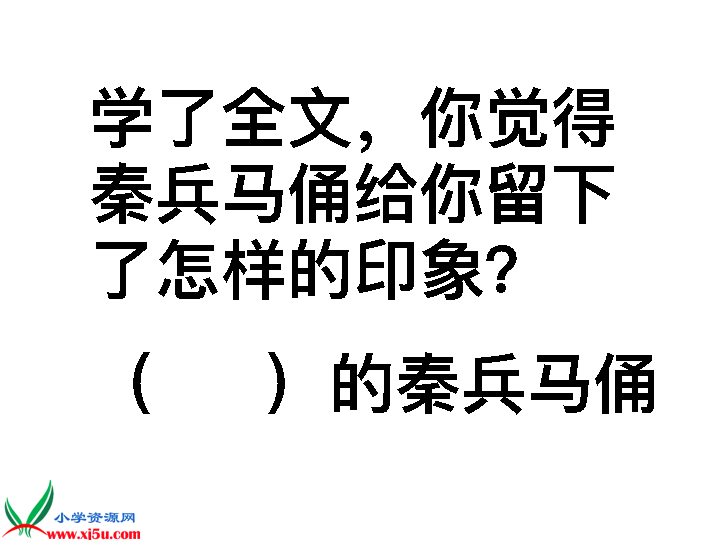 学了全文，你觉得
秦兵马俑给你留下
了怎样的印象？
（　　）的秦兵马俑
小学资源网
www.xj5u.com